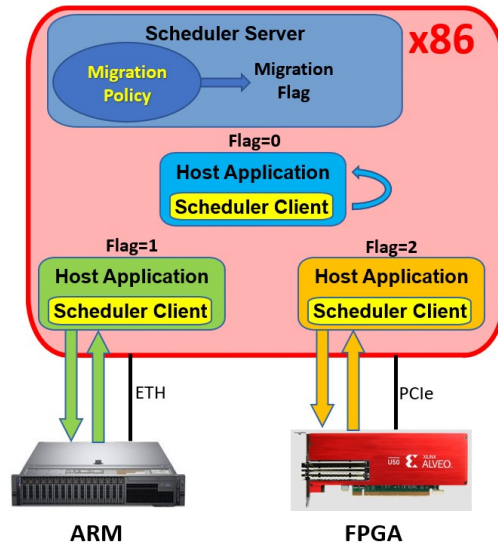 Scheduler Server
x86
Migration
Policy
Migration
Flag
Flag=0
Host Application
Scheduler Client
Flag=1
Host Application
Scheduler Client
Flag=2
Host Application
Scheduler Client
ETH
PCIe
U50
XILINX
ALVEO
ARM
FPGA